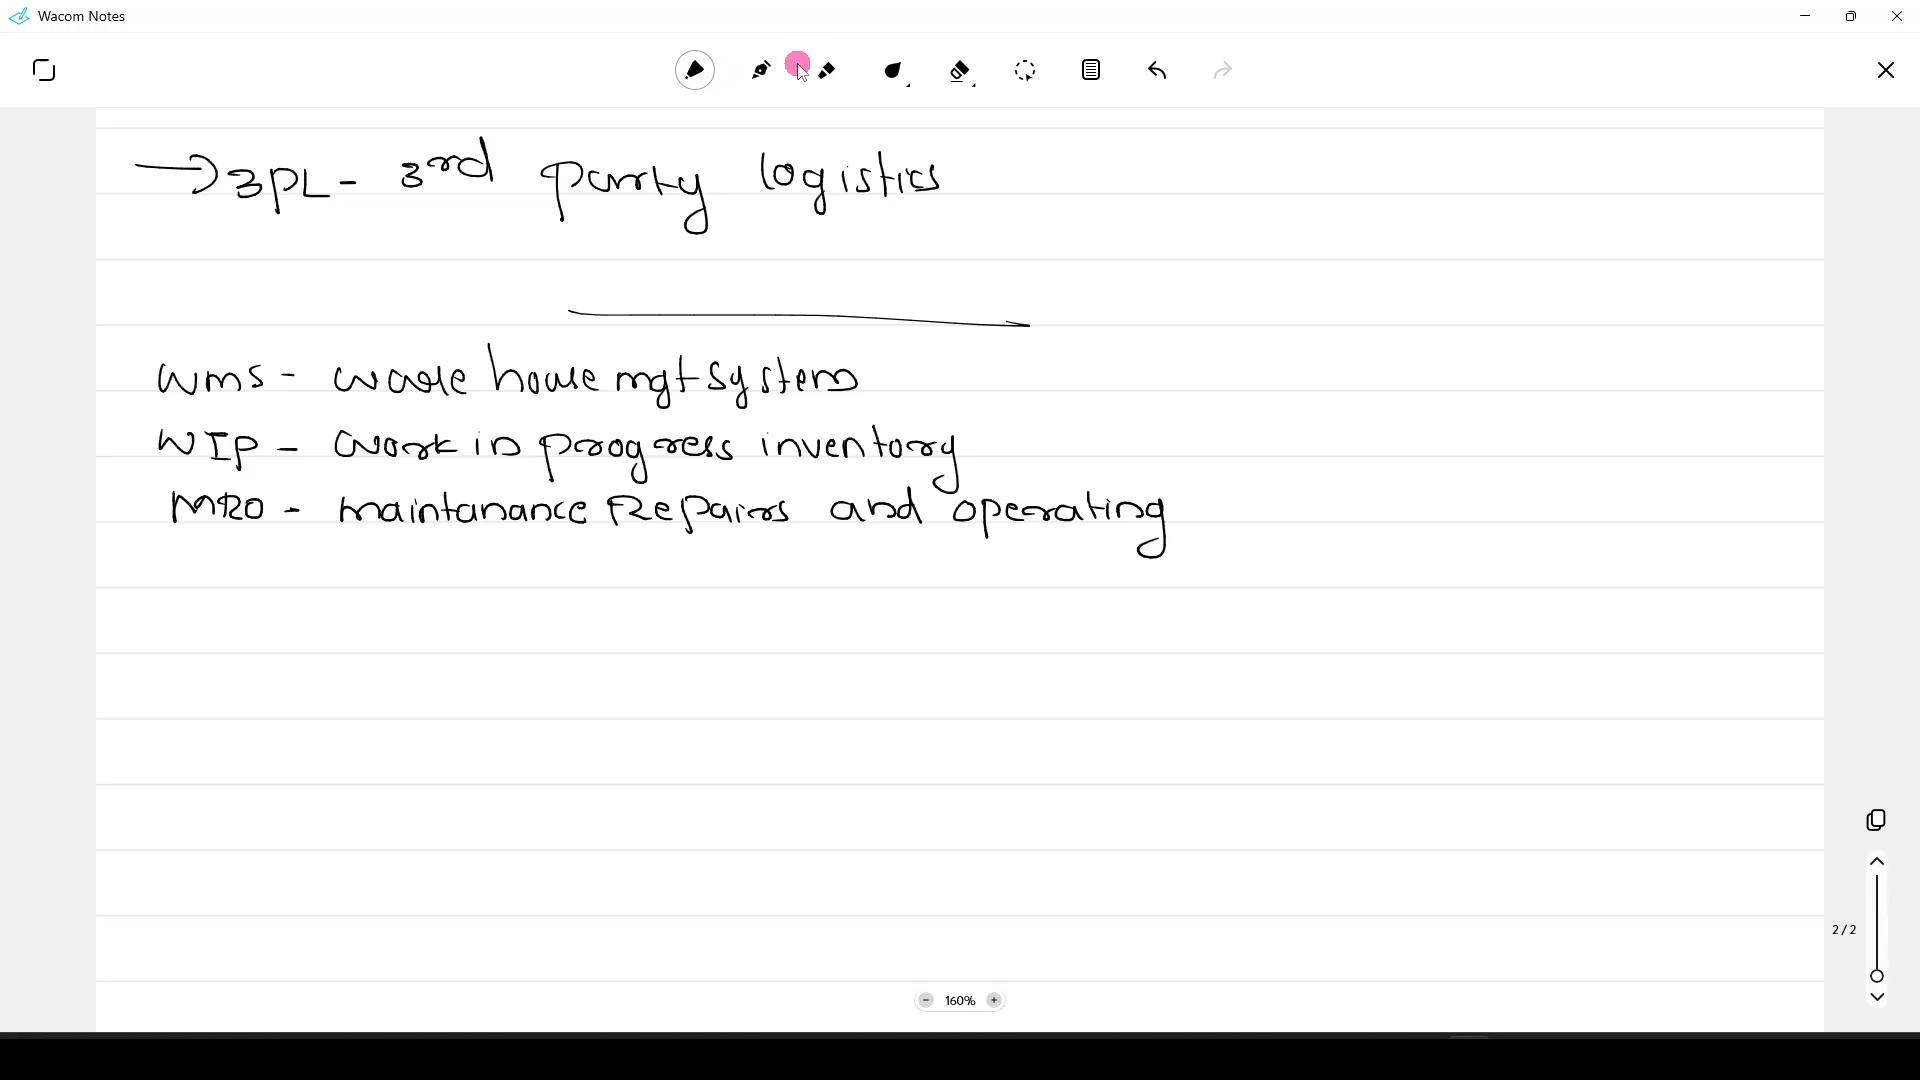 Wacom Notes
→ 3PL - 3rd party logistics
WMS - ware house mgt system
WIP - work in progress inventory
MRO - maintanance Repairs and operating
2 / 2
160%